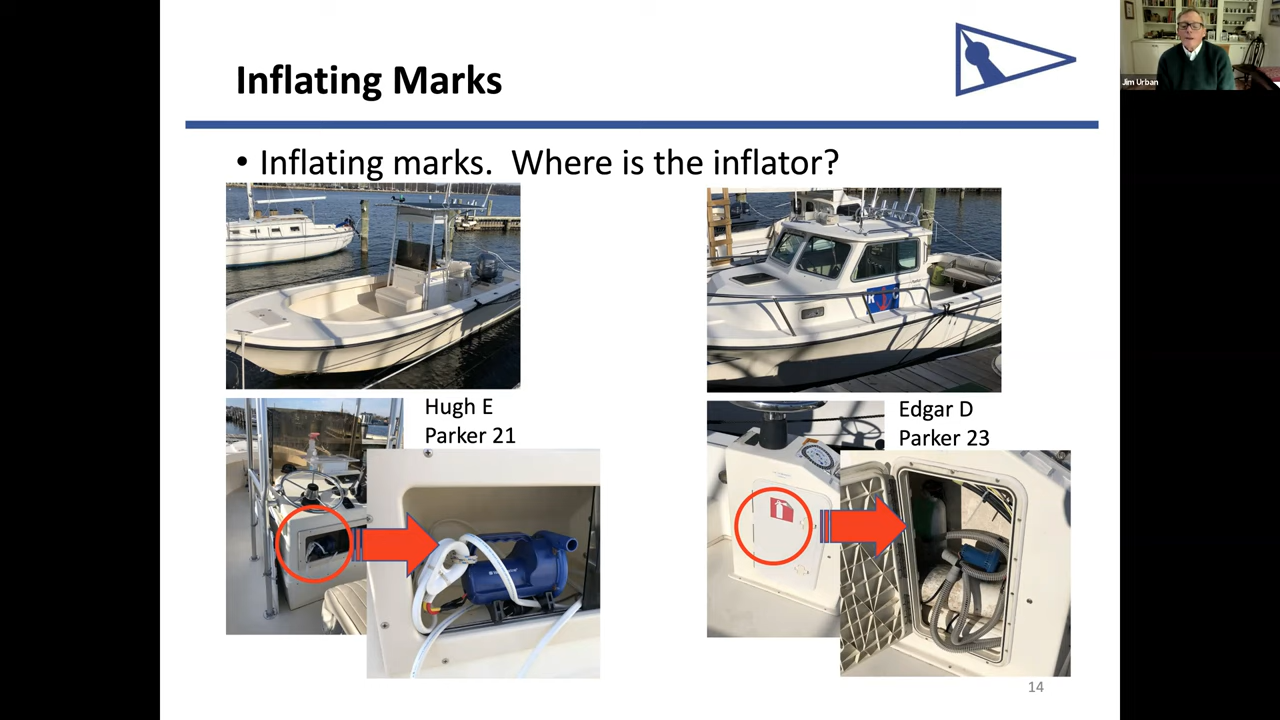 Inflating Marks
Jim Urban
• Inflating marks.  Where is the inflator?
R C
Hugh E
Parker 21
Edgar D
Parker 23
14